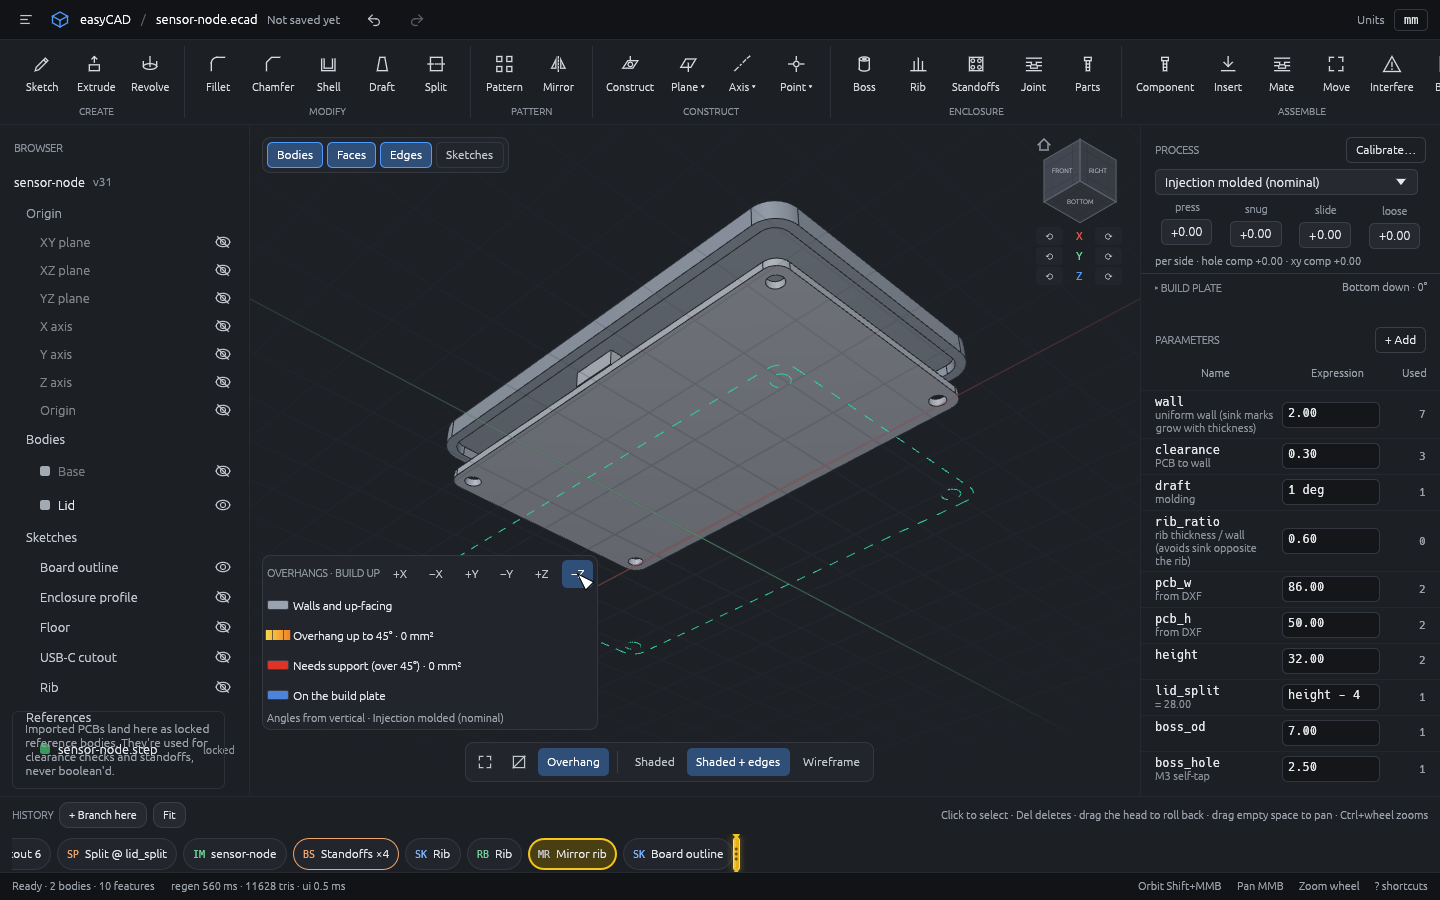 easyCAD / sensor-node.ecad Not saved yet
Units mm
Sketch Extrude Revolve
CREATE
Fillet Chamfer Shell Draft Split
MODIFY
Pattern Mirror
PATTERN
Construct Plane Axis Point
CONSTRUCT
Boss Rib Standoffs Joint Parts
ENCLOSURE
Component Insert Mate Move Interfere
ASSEMBLE
BROWSER
sensor-node v31
Origin
XY plane
XZ plane
YZ plane
X axis
Y axis
Z axis
Origin
Bodies
Base
Lid
Sketches
Board outline
Enclosure profile
Floor
USB-C cutout
Rib
References
Imported PCBs land here as locked
reference bodies. They're used for
sensor-node.step locked
clearance checks and standoffs,
never boolean'd.
Bodies Faces Edges Sketches
FRONT RIGHT
BOTTOM
X
Y
Z
OVERHANGS · BUILD UP +X −X +Y −Y +Z −Z
Walls and up-facing
Overhang up to 45° · 0 mm²
Needs support (over 45°) · 0 mm²
On the build plate
Angles from vertical · Injection molded (nominal)
Overhang Shaded Shaded + edges Wireframe
PROCESS Calibrate…
Injection molded (nominal)
press snug slide loose
+0.00 +0.00 +0.00 +0.00
per side · hole comp +0.00 · xy comp +0.00
BUILD PLATE Bottom down · 0°
PARAMETERS + Add
Name Expression Used
wall 2.00 7
uniform wall (sink marks
grow with thickness)
clearance 0.30 3
PCB to wall
draft 1 deg 1
molding
rib_ratio 0.60 0
rib thickness / wall
(avoids sink opposite
the rib)
pcb_w 86.00 2
from DXF
pcb_h 50.00 2
from DXF
height 32.00 2
lid_split height - 4 1
= 28.00
boss_od 7.00 1
boss_hole 2.50 1
M3 self-tap
HISTORY + Branch here Fit
Click to select · Del deletes · drag the head to roll back · drag empty space to pan · Ctrl+wheel zooms
out 6 SP Split @ lid_split IM sensor-node BS Standoffs ×4 SK Rib RB Rib MR Mirror rib SK Board outline
Ready · 2 bodies · 10 features regen 560 ms · 11628 tris · ui 0.5 ms
Orbit Shift+MMB Pan MMB Zoom wheel ? shortcuts